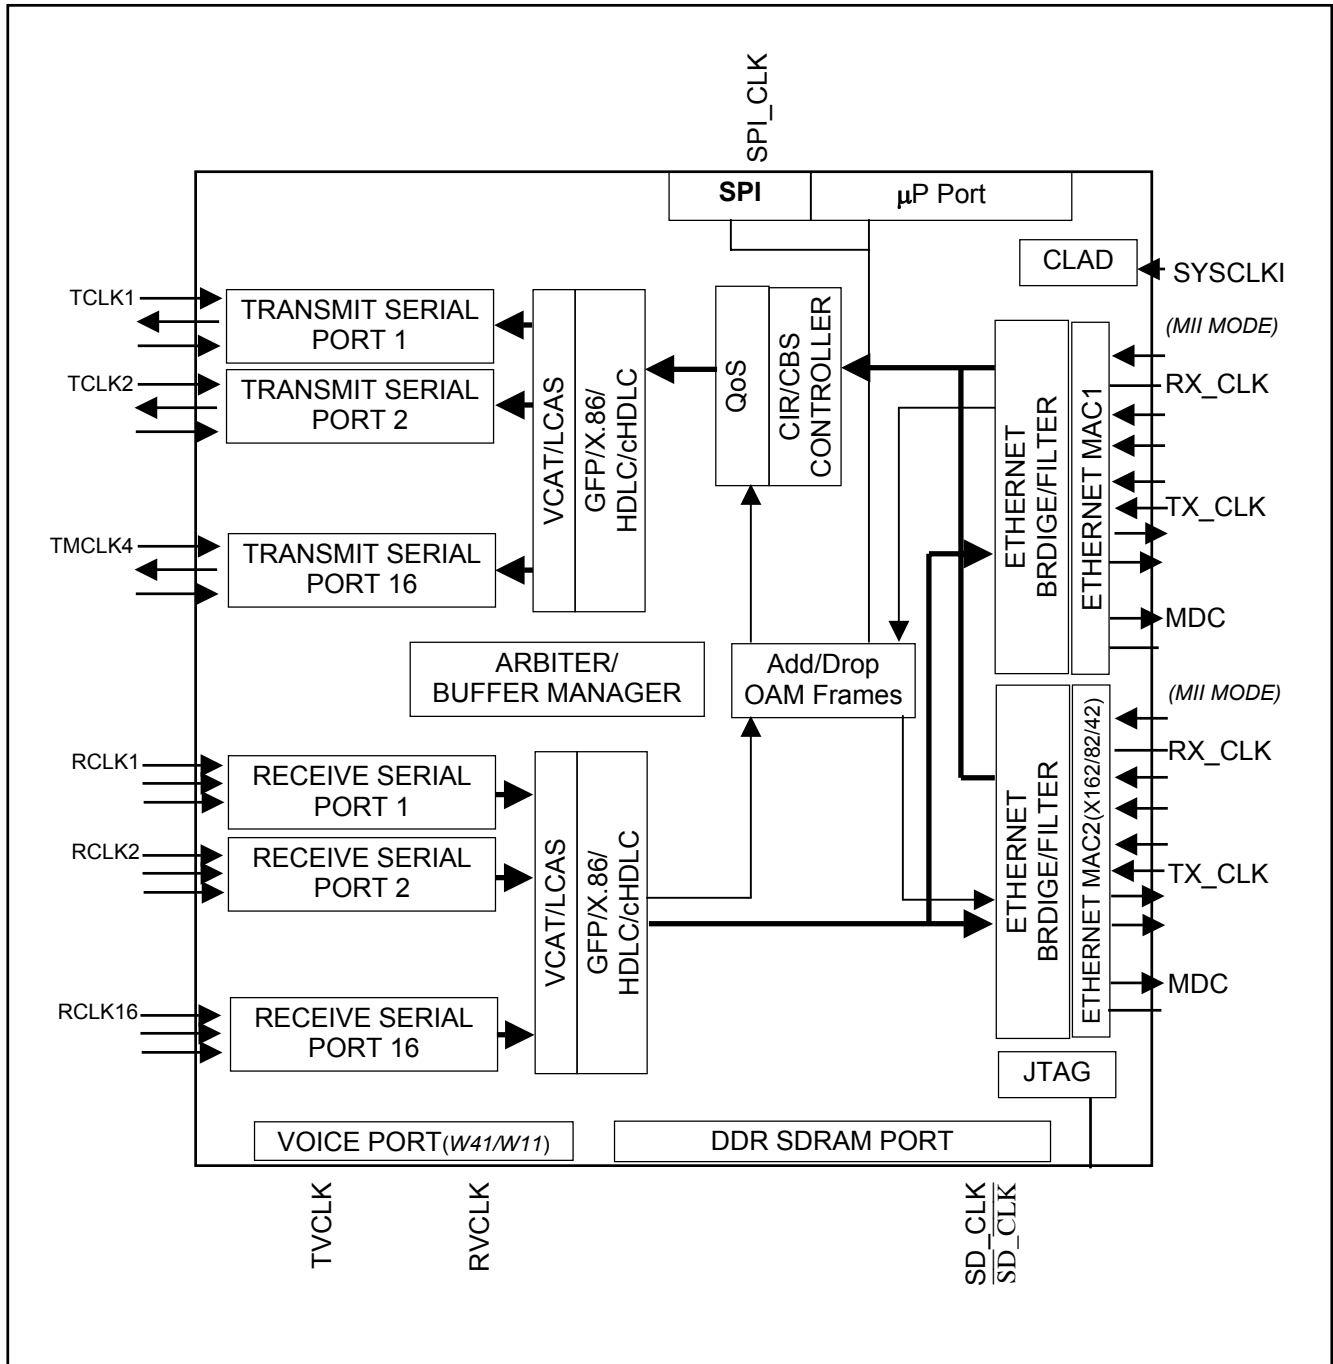 SPI_CLK
SPI
µP Port
CLAD
SYSCLKI
TCLK1
TRANSMIT SERIAL
PORT 1
TCLK2
TRANSMIT SERIAL
PORT 2
TMCLK4
TRANSMIT SERIAL
PORT 16
VCAT/LCAS
GFP/X.86/
HDLC/cHDLC
QoS
CIR/CBS
CONTROLLER
ETHERNET
BRDIGE/FILTER
ETHERNET MAC1
(MII MODE)
RX_CLK
TX_CLK
MDC
ARBITER/
BUFFER MANAGER
Add/Drop
OAM Frames
RCLK1
RECEIVE SERIAL
PORT 1
RCLK2
RECEIVE SERIAL
PORT 2
RCLK16
RECEIVE SERIAL
PORT 16
VCAT/LCAS
GFP/X.86/
HDLC/cHDLC
ETHERNET
BRDIGE/FILTER
ETHERNET MAC2(X162/82/42)
(MII MODE)
RX_CLK
TX_CLK
MDC
JTAG
VOICE PORT(W41/W11)
DDR SDRAM PORT
TVCLK
RVCLK
SD_CLK
SD_CLK